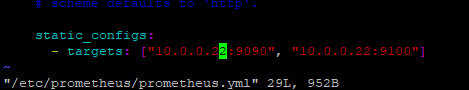 # scheme defaults to 'http'.
static_configs:
- targets: ["10.0.0.22:9090", "10.0.0.22:9100"]
~
"/etc/prometheus/prometheus.yml" 29L, 952B